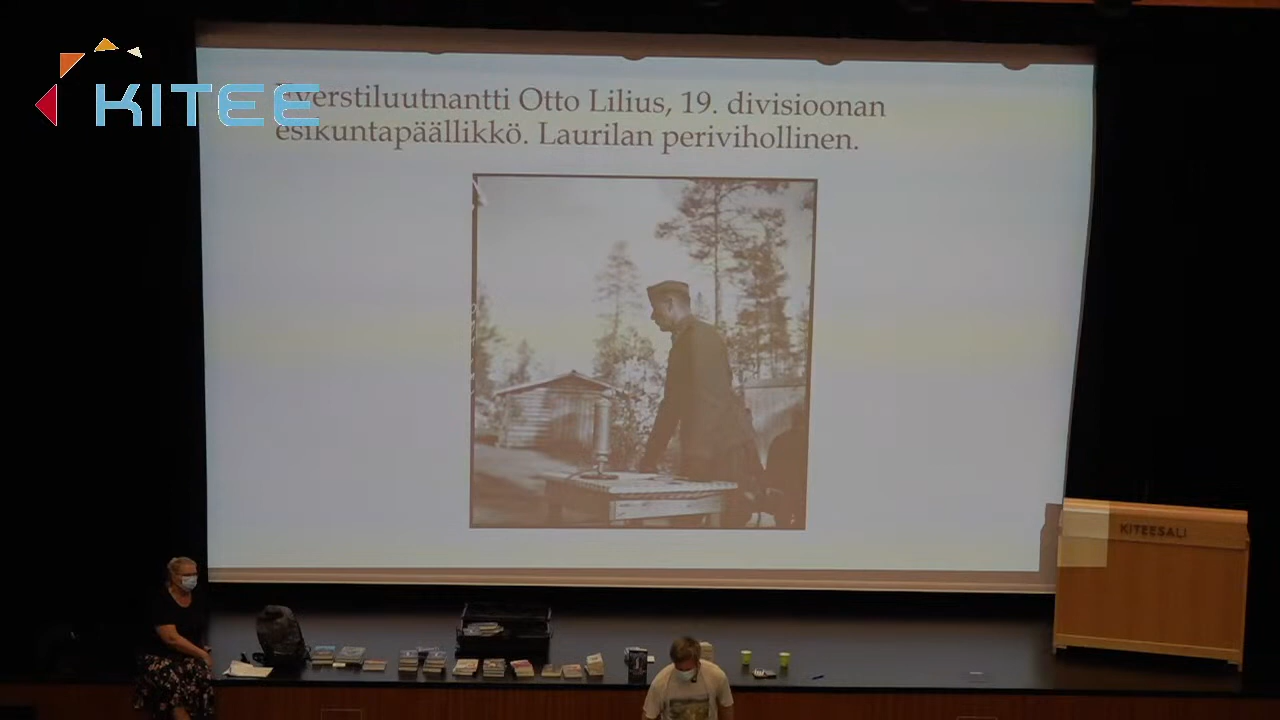 KITEE
Everstiluutnantti Otto Lilius, 19. divisioonan
esikuntapäällikkö. Laurilan perivihollinen.
KITEESALI